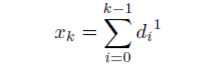 $x_k = \sum_{i=0}^{k-1} d_i{}^1$